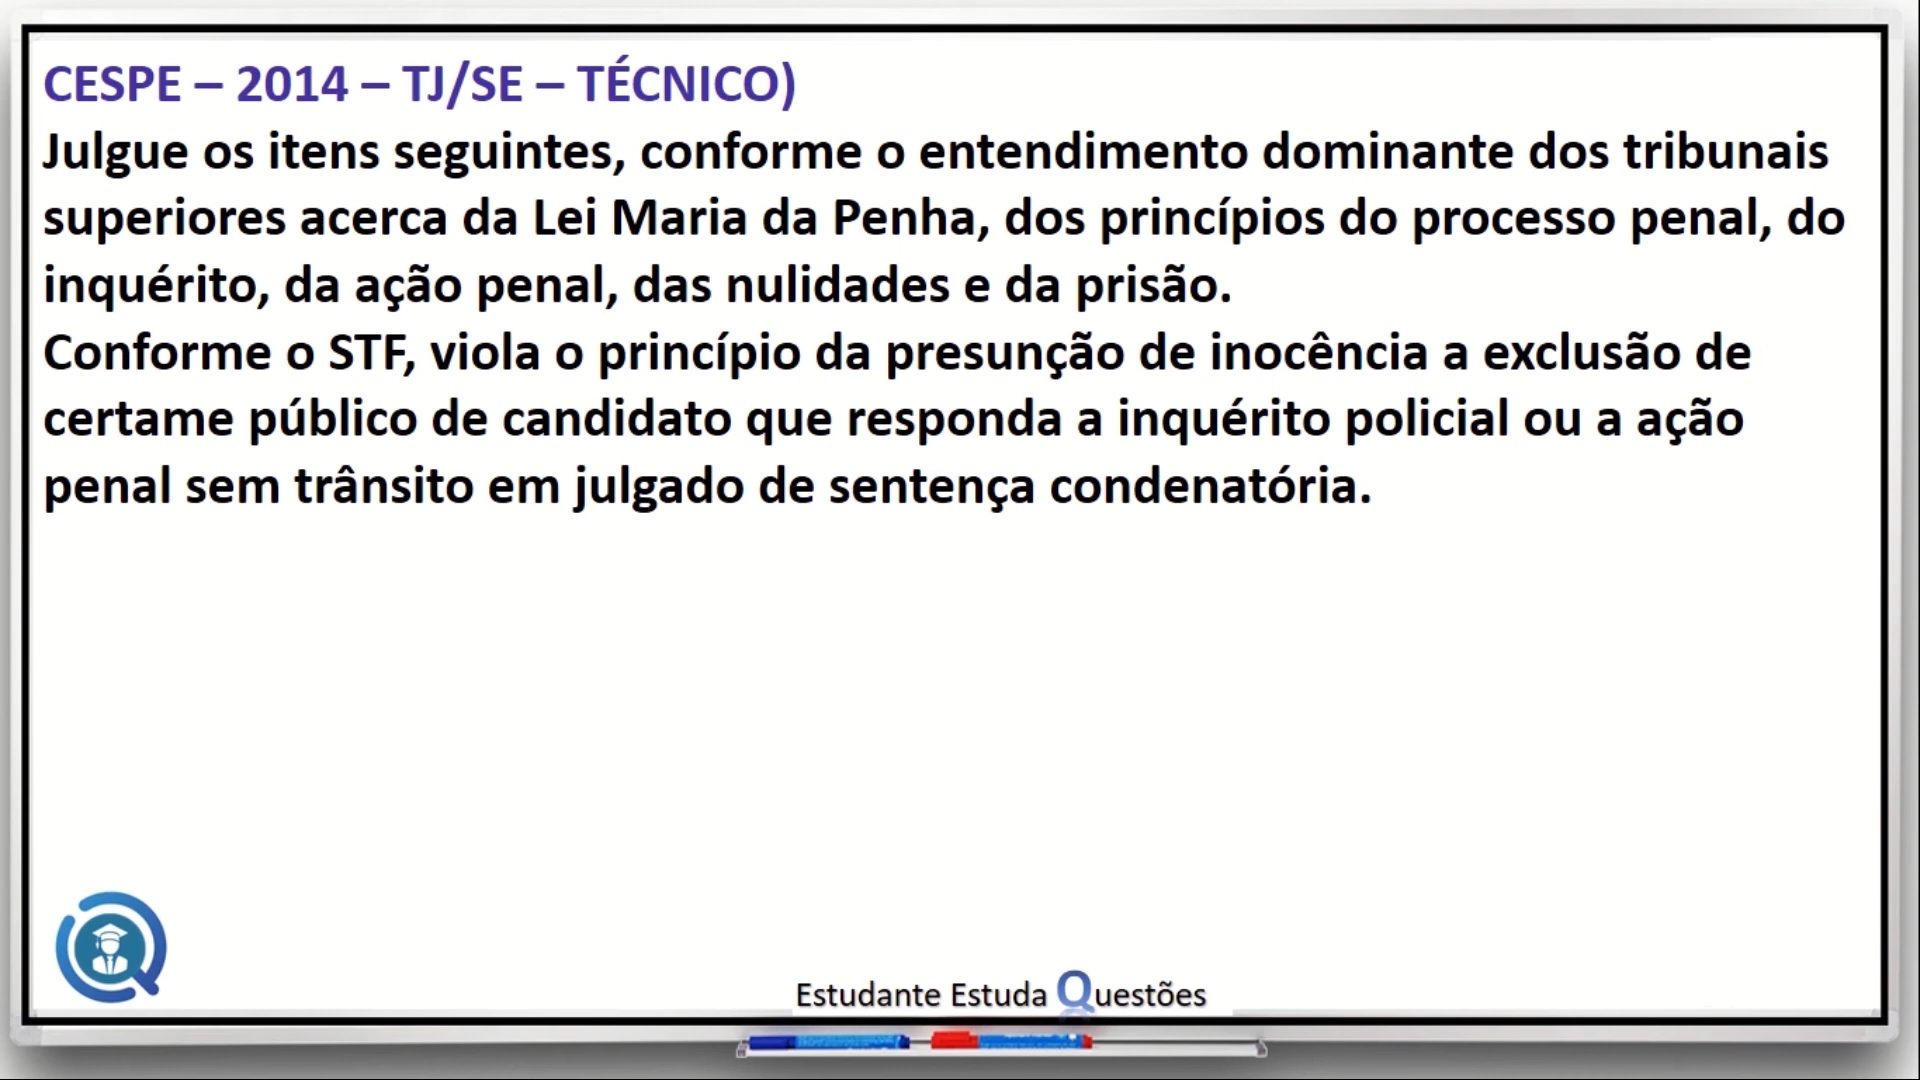 CESPE – 2014 – TJ/SE – TÉCNICO)
Julgue os itens seguintes, conforme o entendimento dominante dos tribunais
superiores acerca da Lei Maria da Penha, dos princípios do processo penal, do
inquérito, da ação penal, das nulidades e da prisão.
Conforme o STF, viola o princípio da presunção de inocência a exclusão de
certame público de candidato que responda a inquérito policial ou a ação
penal sem trânsito em julgado de sentença condenatória.
Estudante Estuda Questões